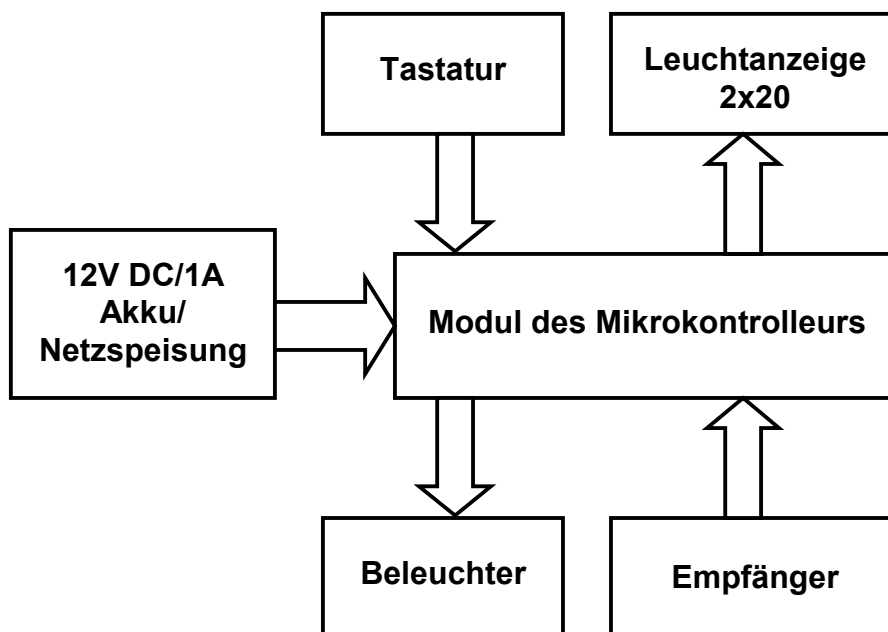 Tastatur
Leuchtanzeige
2x20
12V DC/1A
Akku/
Netzspeisung
Modul des Mikrokontrolleurs
Beleuchter
Empfänger